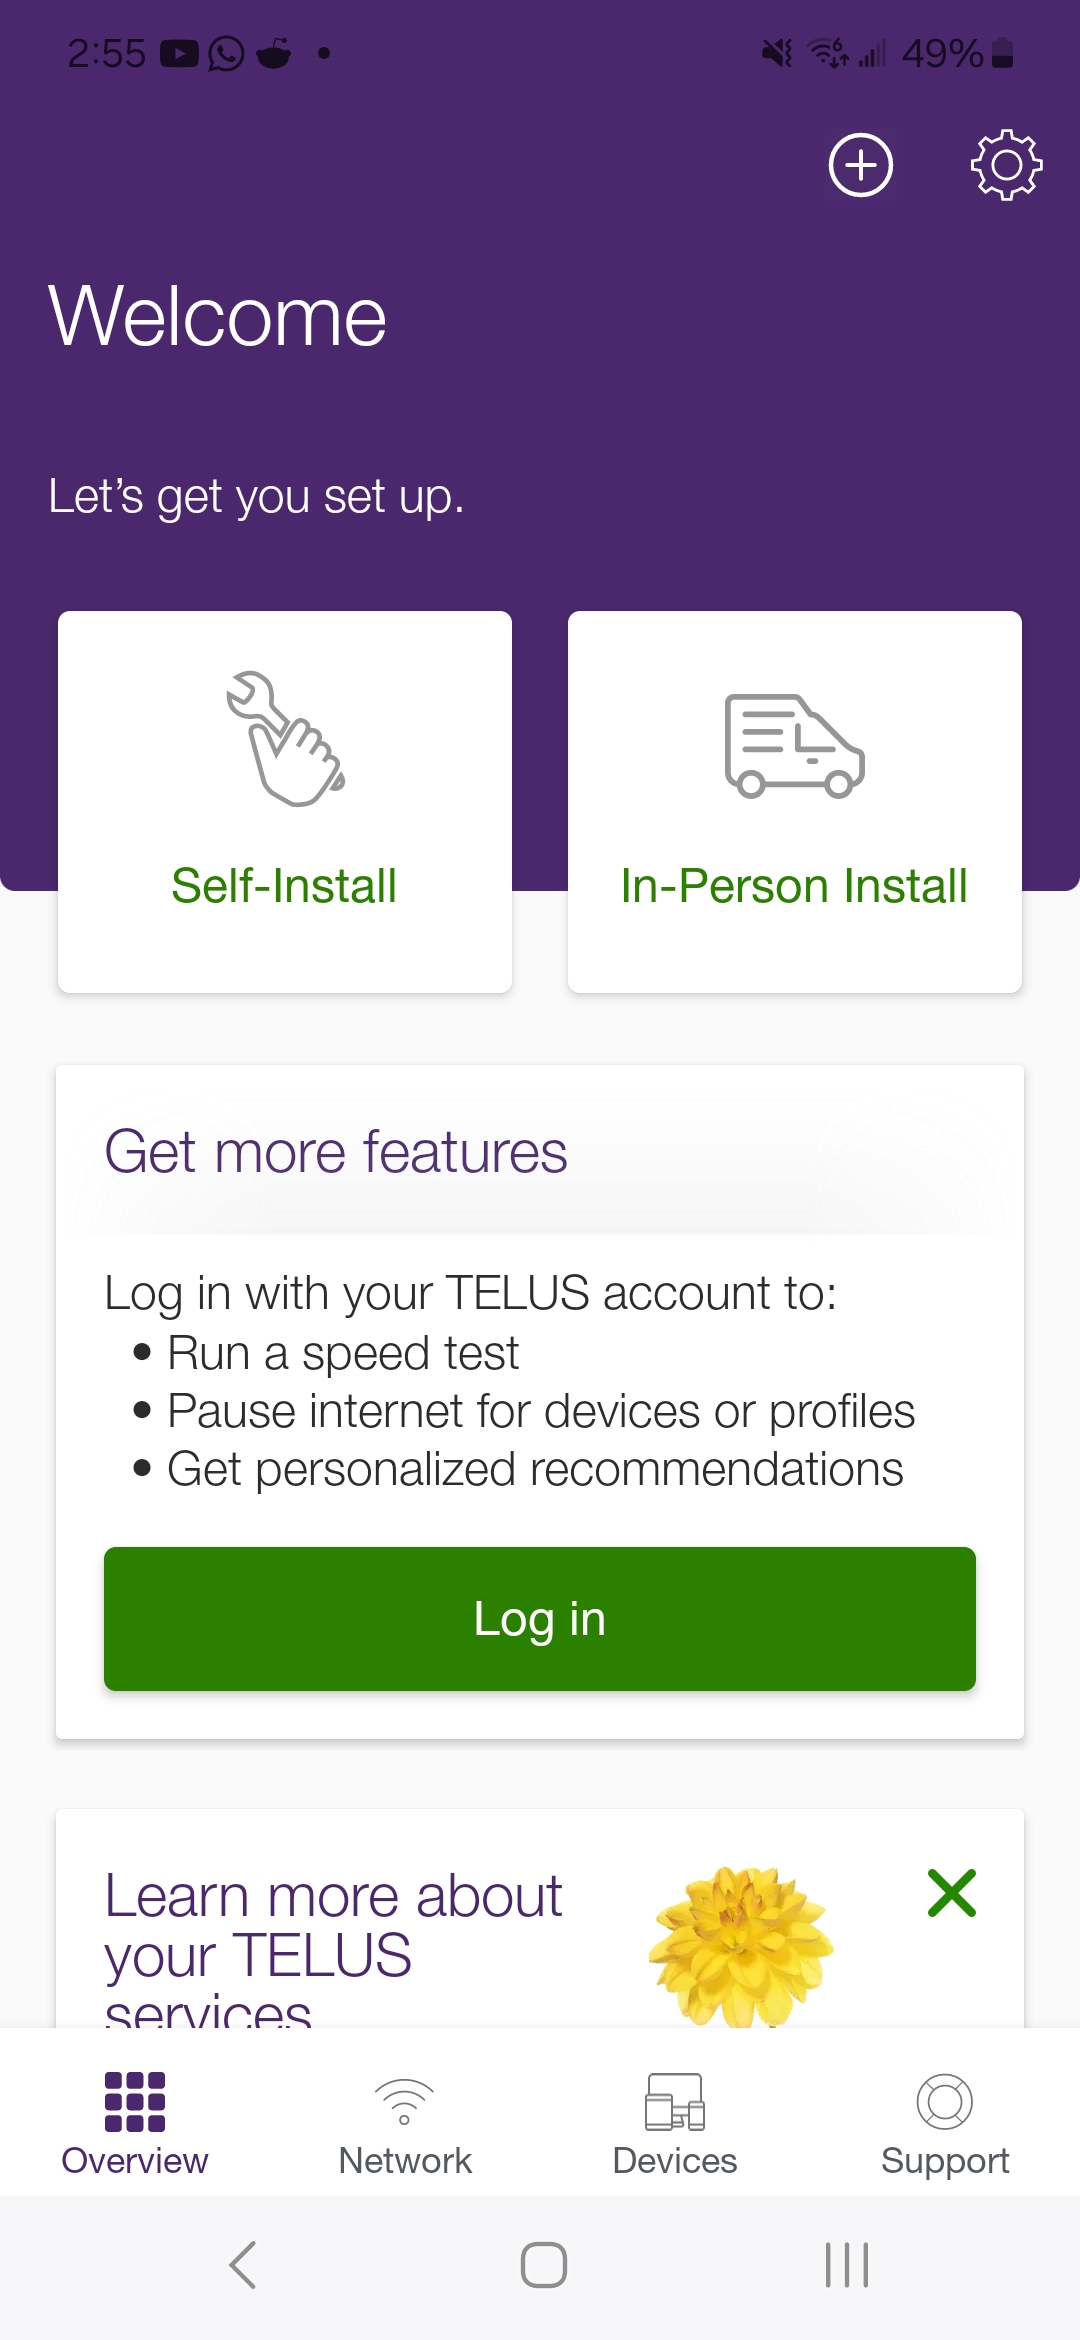 2:55
49%
Welcome
Let's get you set up.
Self-Install
In-Person Install
Get more features
Log in with your TELUS account to:
• Run a speed test
• Pause internet for devices or profiles
• Get personalized recommendations
Log in
Learn more about
your TELUS
services
Overview
Network
Devices
Support